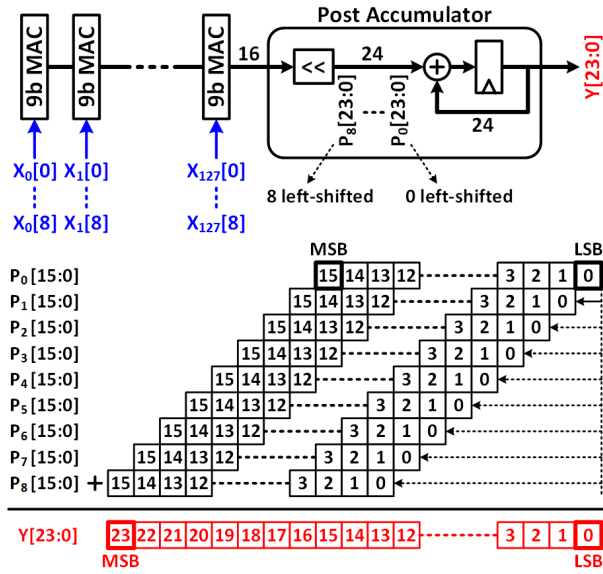 Post Accumulator
9b MAC 9b MAC 9b MAC 16 << 24 + 24 Y[23:0]
P8[23:0] P0[23:0]
X0[0] X1[0] X127[0]
X0[8] X1[8] X127[8]
8 left-shifted 0 left-shifted
MSB LSB
P0[15:0] 15 14 13 12 3 2 1 0
P1[15:0] 15 14 13 12 3 2 1 0
P2[15:0] 15 14 13 12 3 2 1 0
P3[15:0] 15 14 13 12 3 2 1 0
P4[15:0] 15 14 13 12 3 2 1 0
P5[15:0] 15 14 13 12 3 2 1 0
P6[15:0] 15 14 13 12 3 2 1 0
P7[15:0] 15 14 13 12 3 2 1 0
P8[15:0] + 15 14 13 12 3 2 1 0
Y[23:0] 23 22 21 20 19 18 17 16 15 14 13 12 3 2 1 0
MSB LSB